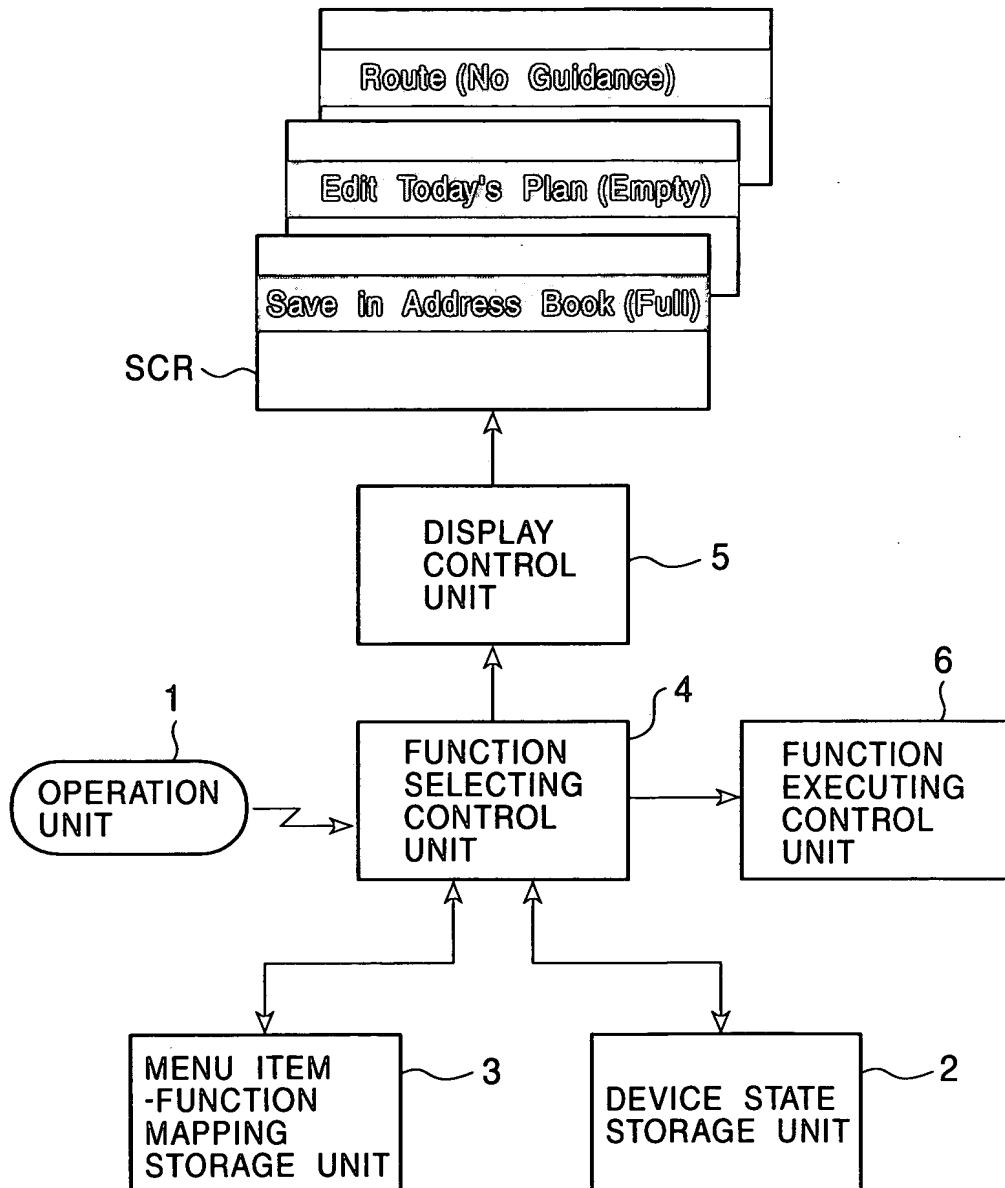 Route (No Guidance)
Edit Today's Plan (Empty)
Save in Address Book (Full)
SCR
DISPLAY
CONTROL
UNIT
5
1
OPERATION
UNIT
4
FUNCTION
SELECTING
CONTROL
UNIT
6
FUNCTION
EXECUTING
CONTROL
UNIT
MENU ITEM
-FUNCTION
MAPPING
STORAGE UNIT
3
DEVICE STATE
STORAGE UNIT
2